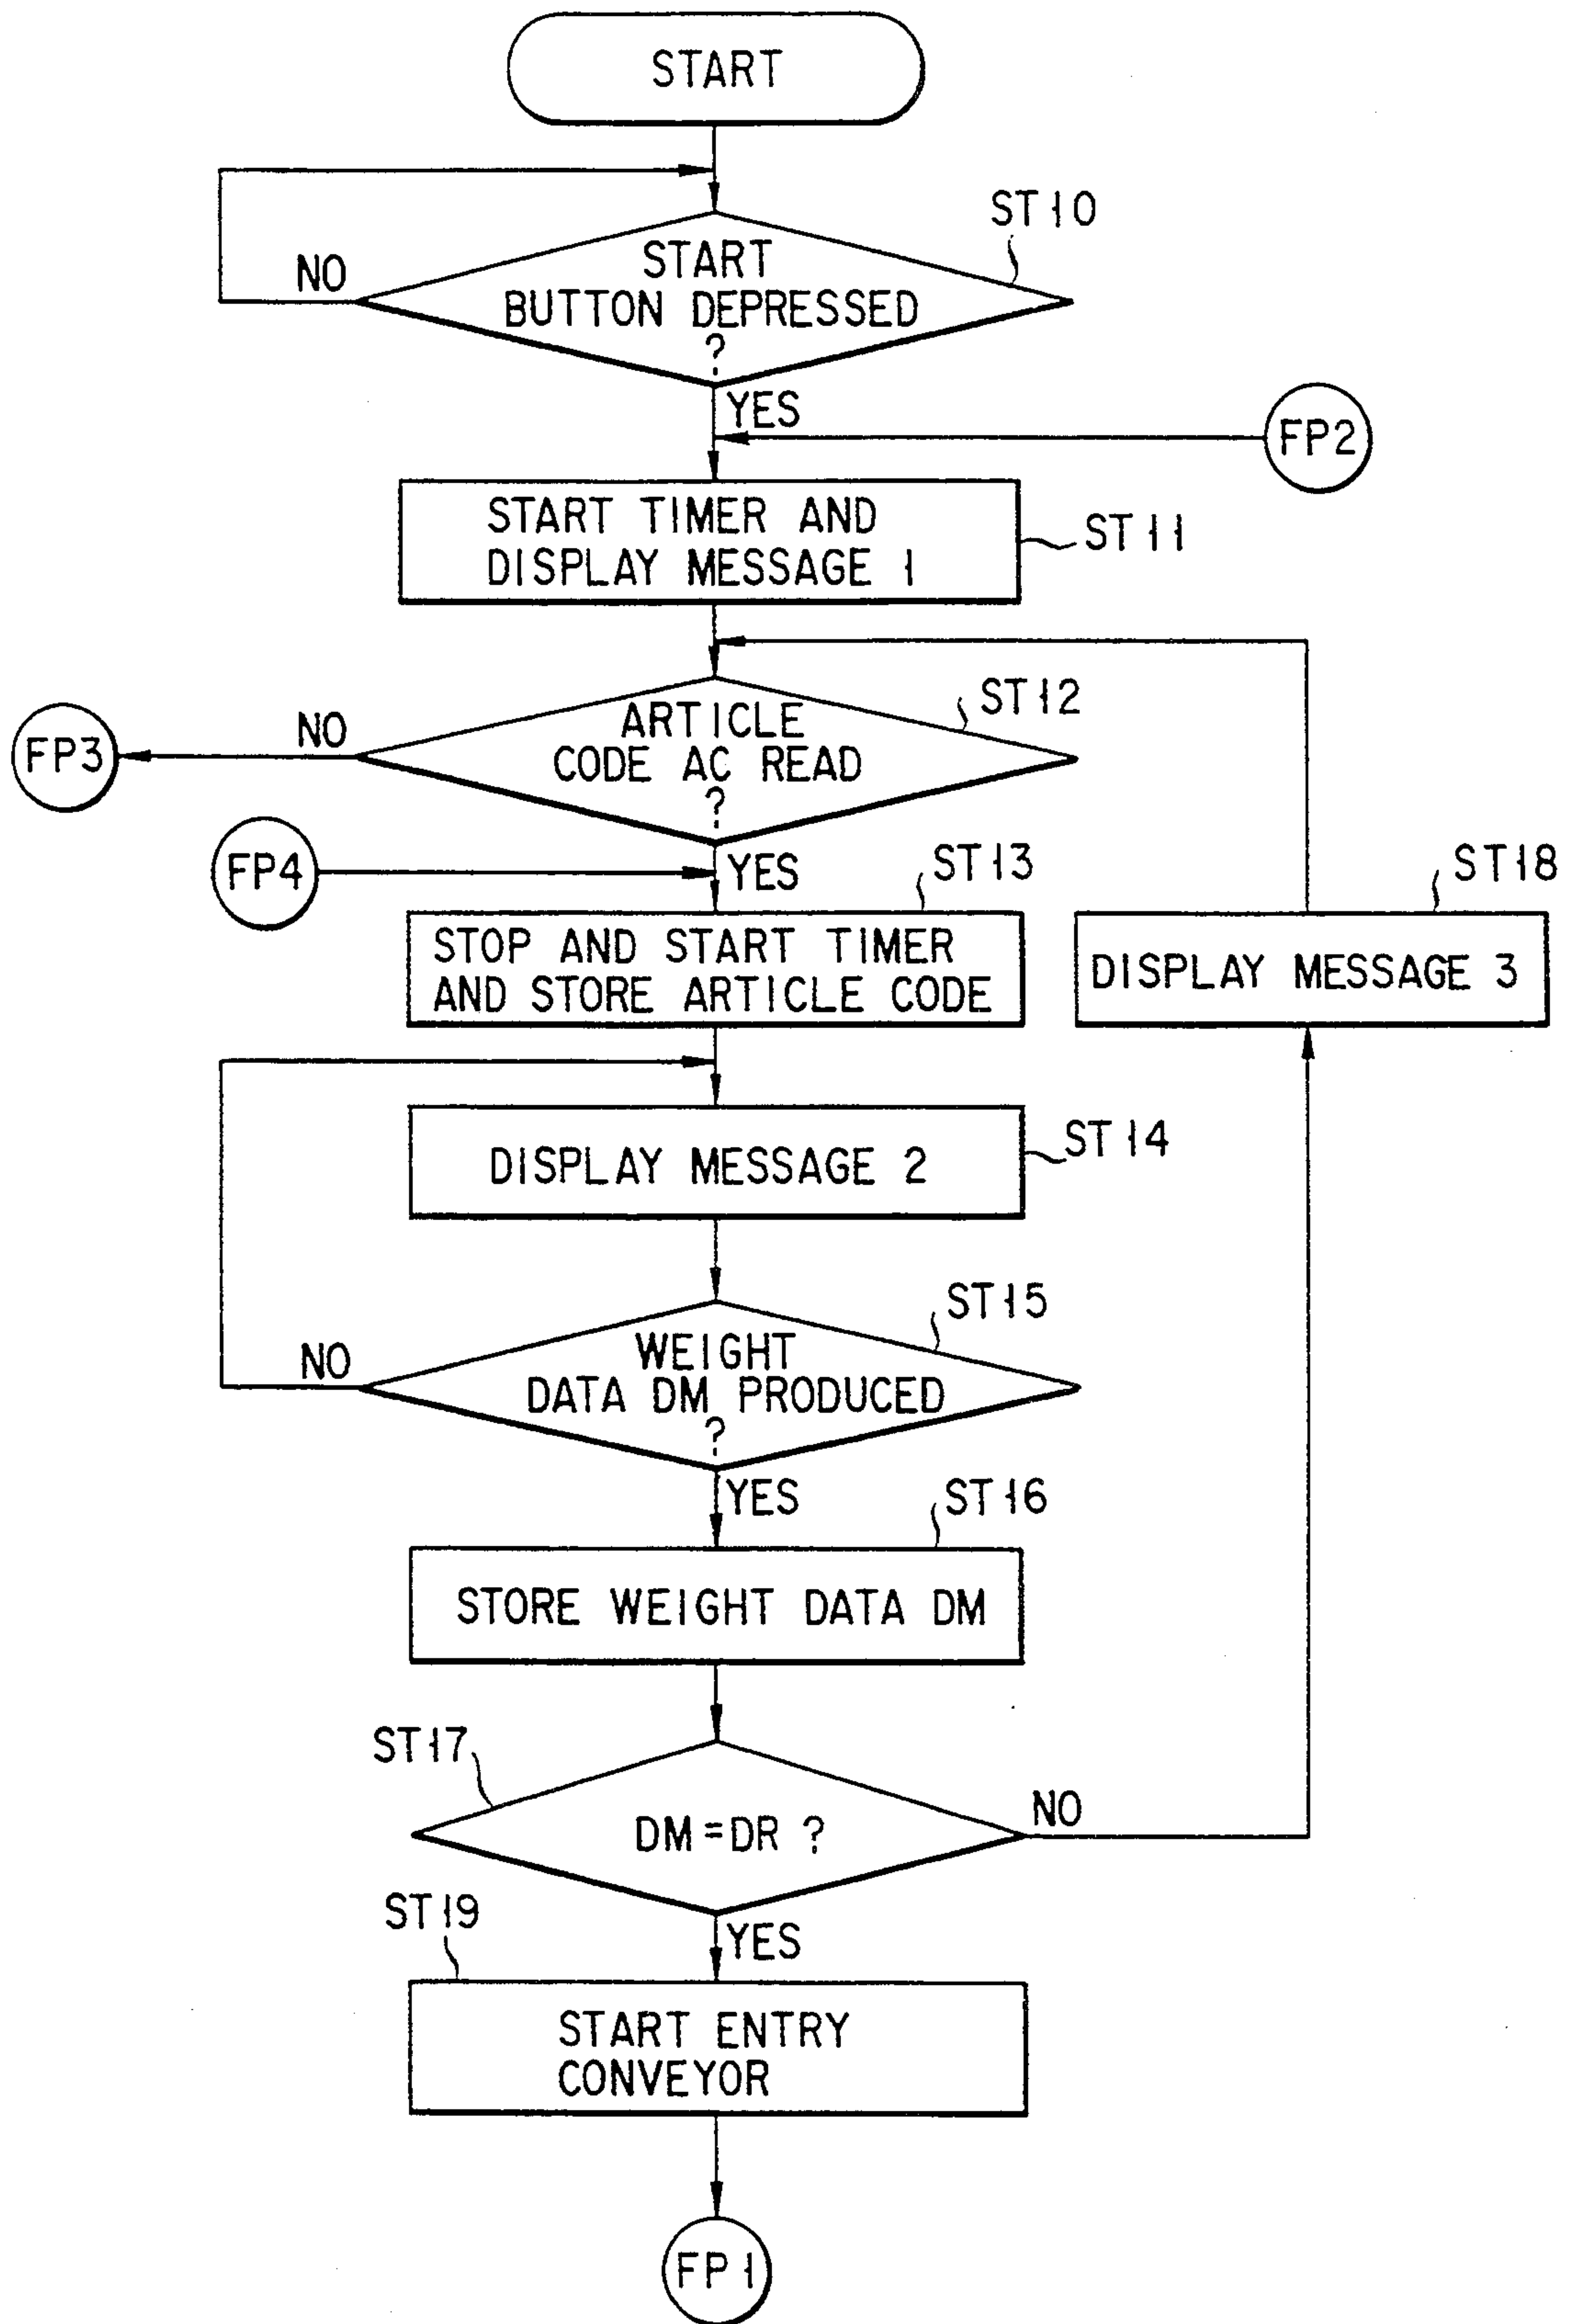 START
ST10
NO
START
BUTTON DEPRESSED
?
YES
FP2
START TIMER AND
DISPLAY MESSAGE 1
ST11
ST12
NO
FP3
ARTICLE
CODE AC READ
?
FP4
YES
ST13
ST18
STOP AND START TIMER
AND STORE ARTICLE CODE
DISPLAY MESSAGE 3
DISPLAY MESSAGE 2
ST14
ST15
NO
WEIGHT
DATA DM PRODUCED
?
YES
ST16
STORE WEIGHT DATA DM
ST17
DM=DR ?
NO
ST19
YES
START ENTRY
CONVEYOR
FP1